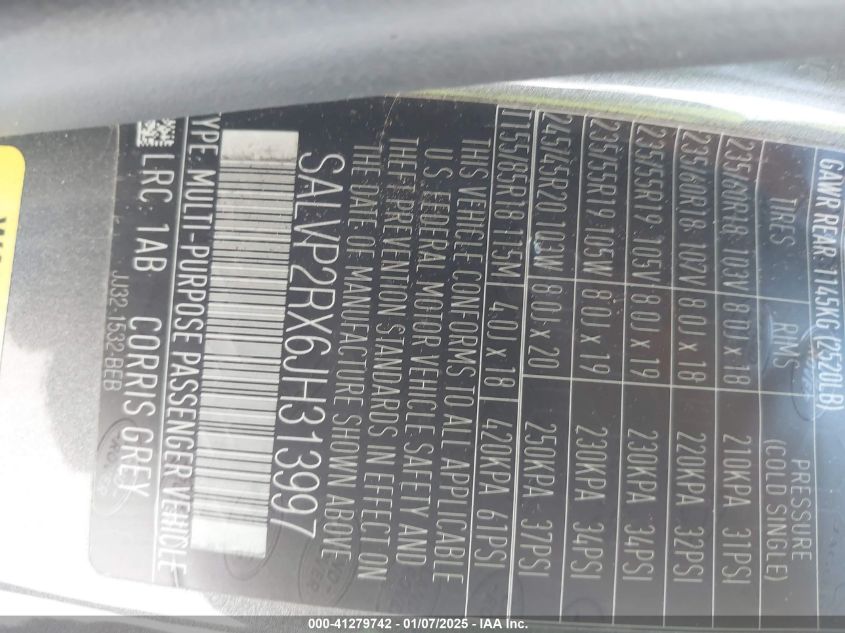 GAWR REAR: 1145KG (2520LB)
TIRES RIMS PRESSURE (COLD SINGLE)
235/60R18 103V 8.0J x 18 210KPA 31PSI
235/60R18 107V 8.0J x 18 220KPA 32PSI
235/55R19 105V 8.0J x 19 230KPA 34PSI
235/55R19 105W 8.0J x 19 230KPA 34PSI
245/45R20 103W 8.0J x 20 250KPA 37PSI
T155/85R18 115M 4.0J x 18 420KPA 61PSI
THIS VEHICLE CONFORMS TO ALL APPLICABLE
U.S. FEDERAL MOTOR VEHICLE SAFETY AND
THEFT PREVENTION STANDARDS IN EFFECT ON
THE DATE OF MANUFACTURE SHOWN ABOVE
SALVP2RX6JH313997
TYPE: MULTI-PURPOSE PASSENGER VEHICLE
LRC: 1AB CORRIS GREY
JJ32-1532-BEB
000-41279742 - 01/07/2025 - IAA Inc.